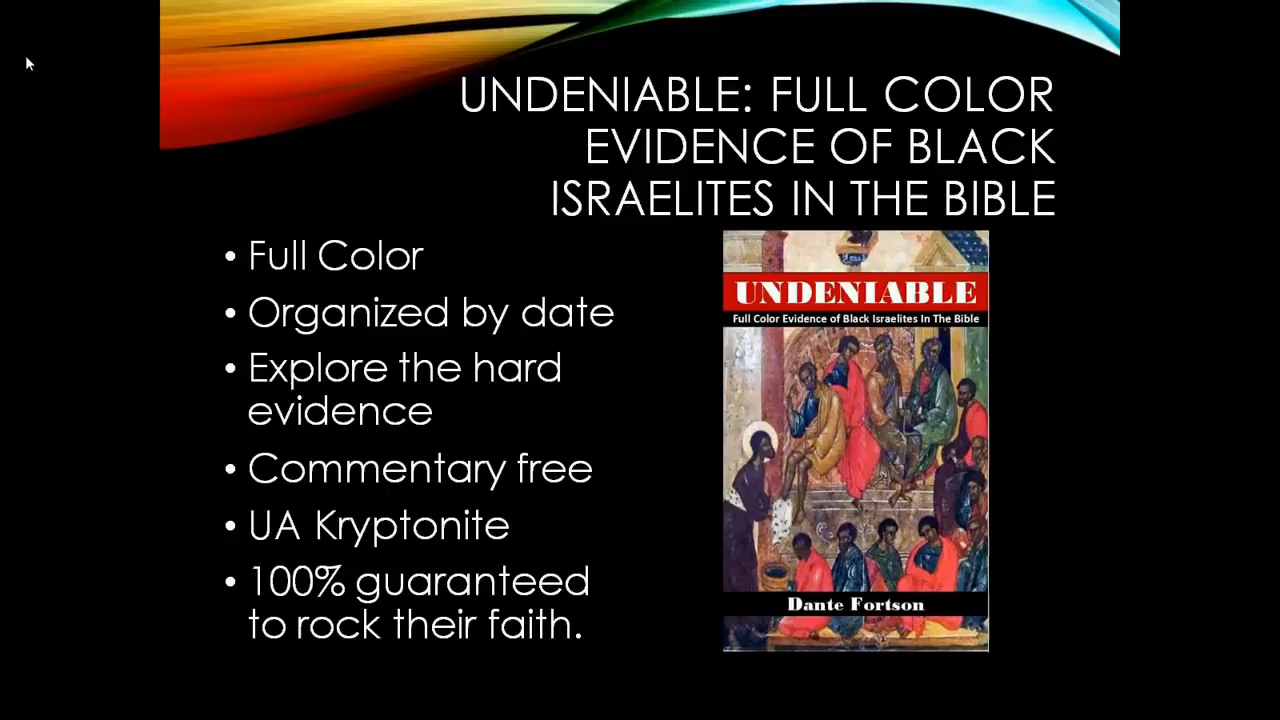 UNDENIABLE: FULL COLOR
EVIDENCE OF BLACK
ISRAELITES IN THE BIBLE
• Full Color
• Organized by date
• Explore the hard
evidence
• Commentary free
• UA Kryptonite
• 100% guaranteed
to rock their faith.
UNDENIABLE
Full Color Evidence of Black Israelites In The Bible
Dante Fortson